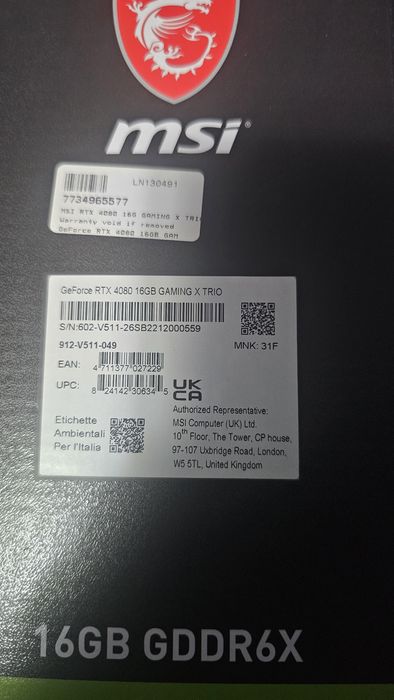 msi
LN130491
7734965577
MSI RTX 4080 16G GAMING X TRI
Warranty void if removed
GeForce RTX 4080 16GB GAM
GeForce RTX 4080 16GB GAMING X TRIO
S/N:602-V511-26SB2212000559
912-V511-049
MNK: 31F
EAN:
4 711377 027229
UPC:
8 24142 30634 5
UK
CA
Authorized Representative:
MSI Computer (UK) Ltd.
10th Floor, The Tower, CP house,
97-107 Uxbridge Road, London,
W5 5TL, United Kingdom
Etichette
Ambientali
Per l'Italia
16GB GDDR6X